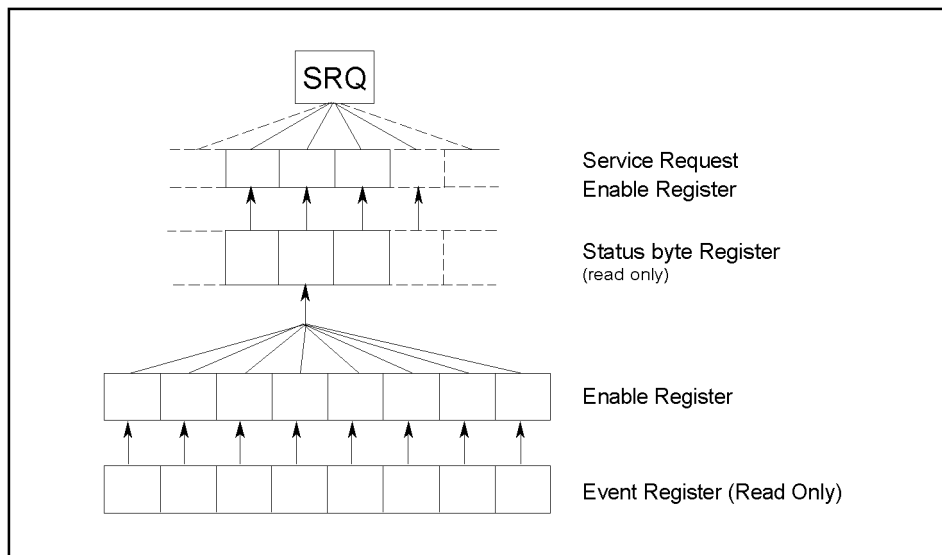 SRQ
Service Request
Enable Register
Status byte Register
(read only)
Enable Register
Event Register (Read Only)